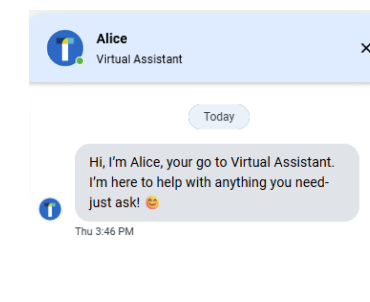 Alice
Virtual Assistant
Today
Hi, I'm Alice, your go to Virtual Assistant.
I'm here to help with anything you need-
just ask! 😊
Thu 3:46 PM